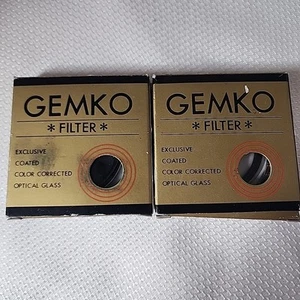 GEMKO
* FILTER *
EXCLUSIVE
COATED
COLOR CORRECTED
OPTICAL GLASS
GEMKO
* FILTER *
EXCLUSIVE
COATED
COLOR CORRECTED
OPTICAL GLASS